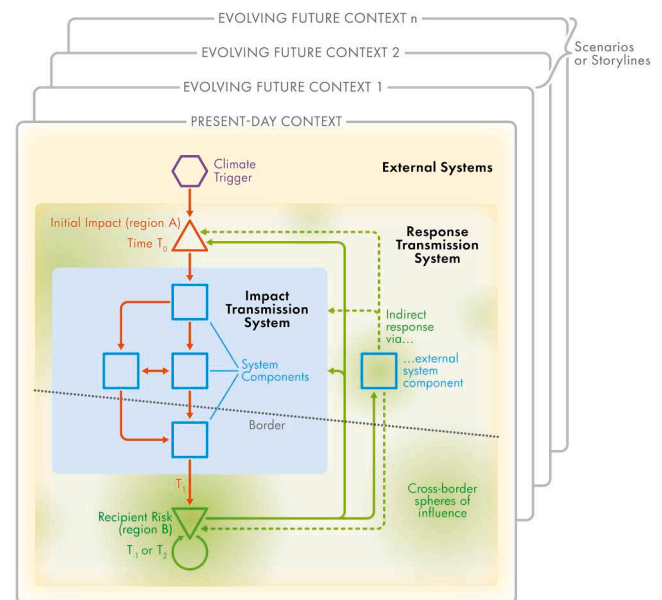 EVOLVING FUTURE CONTEXT n
EVOLVING FUTURE CONTEXT 2
Scenarios
or Storylines
EVOLVING FUTURE CONTEXT 1
PRESENT-DAY CONTEXT
Climate
Trigger
External Systems
Initial Impact (region A)
Time T0
Response
Transmission
System
Impact
Transmission
System
Indirect
response
via...
...external
system
component
System
Components
Border
T1
Cross-border
spheres of
influence
Recipient Risk
(region B)
T-1 or T2